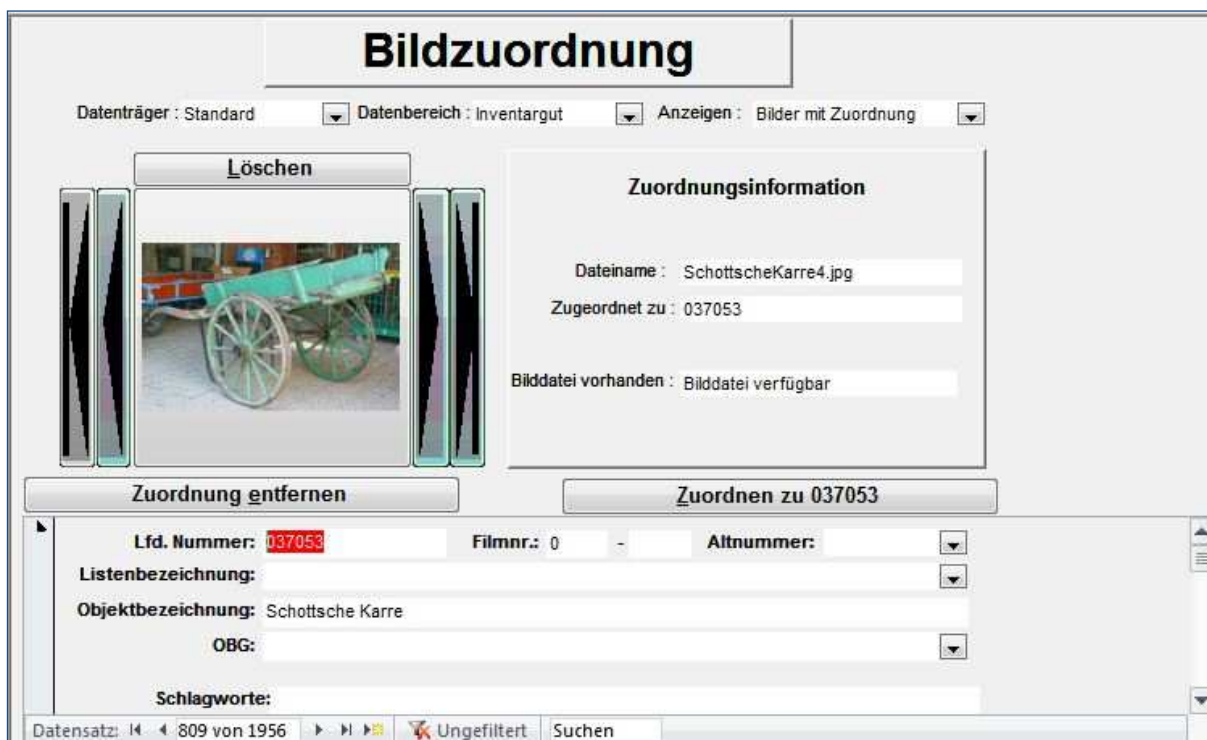 Bildzuordnung
Datenträger : Standard Datenbereich : Inventargut Anzeigen : Bilder mit Zuordnung
Löschen
Zuordnungsinformation
Dateiname : SchottscheKarre4.jpg
Zugeordnet zu : 037053
Bilddatei vorhanden : Bilddatei verfügbar
Zuordnung entfernen Zuordnen zu 037053
Lfd. Nummer: 037053 Filmnr.: 0 - Altnummer:
Listenbezeichnung:
Objektbezeichnung: Schottsche Karre
OBG:
Schlagworte:
Datensatz: 809 von 1956 Ungefiltert Suchen